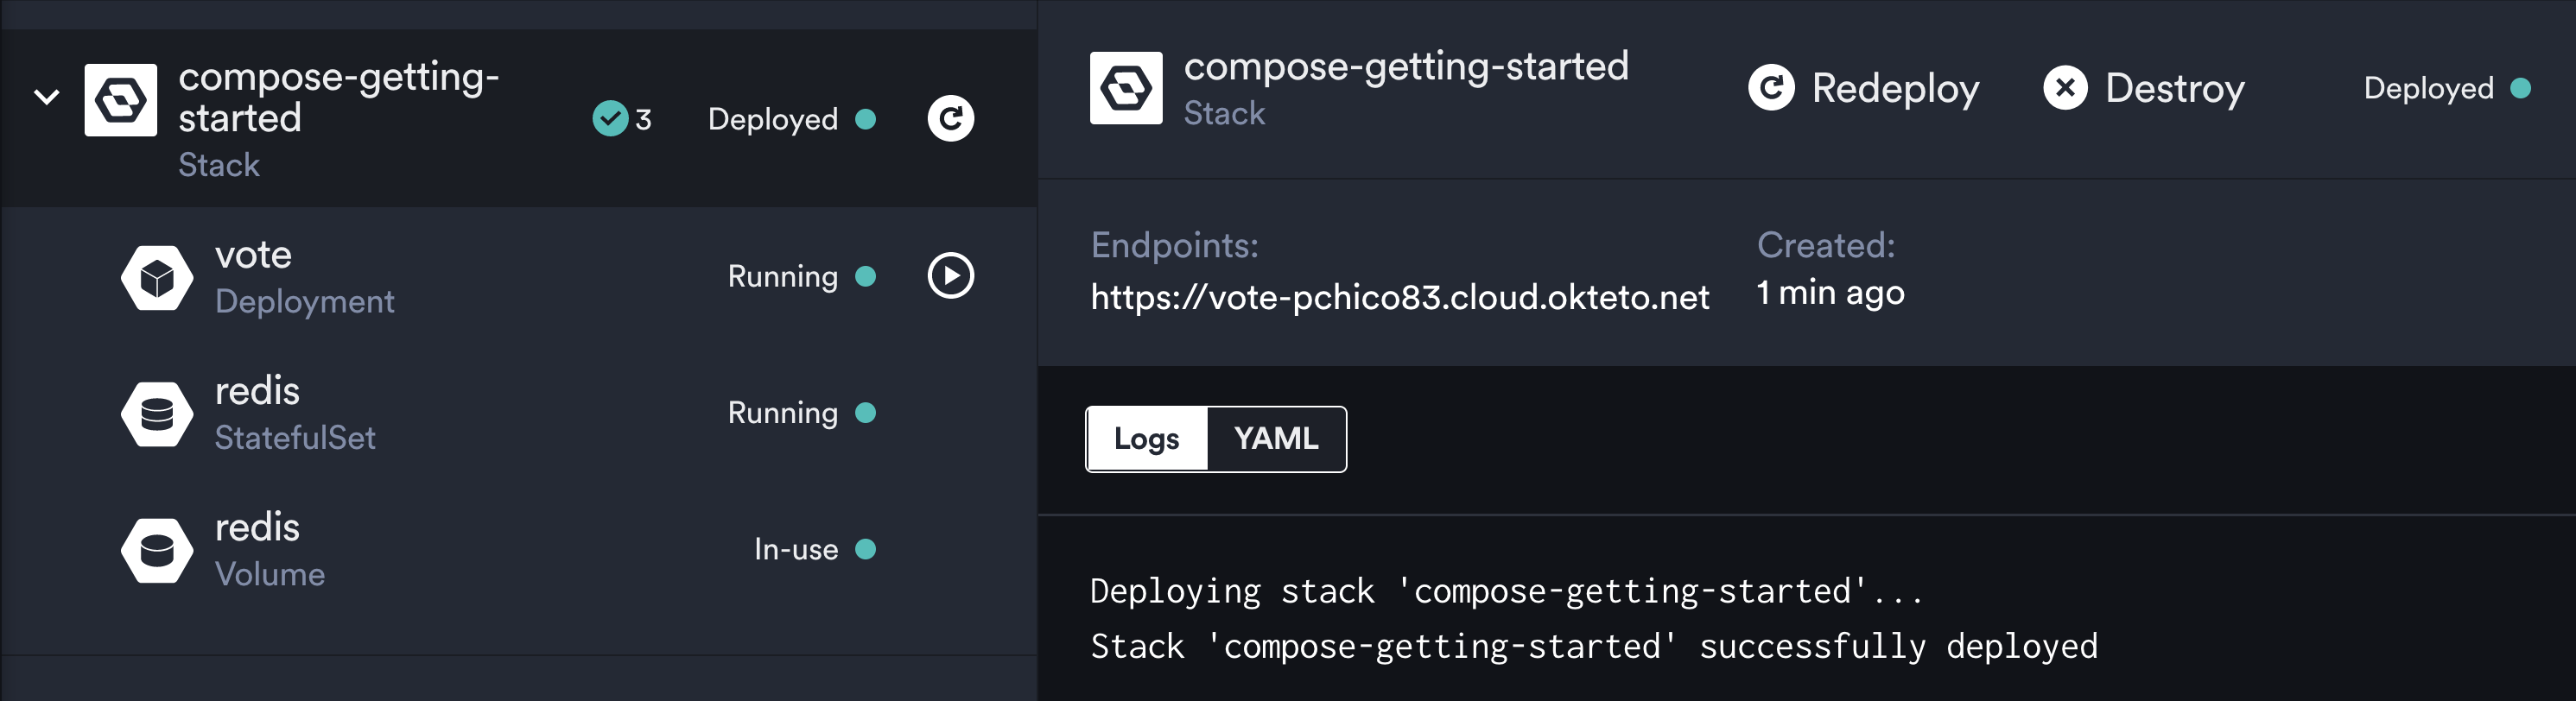 compose-getting-
started
Stack
3
Deployed
vote
Deployment
Running
redis
StatefulSet
Running
redis
Volume
In-use
compose-getting-started
Stack
Redeploy
Destroy
Deployed
Endpoints:
https://vote-pchico83.cloud.okteto.net
Created:
1 min ago
Logs
YAML
Deploying stack 'compose-getting-started'...
Stack 'compose-getting-started' successfully deployed